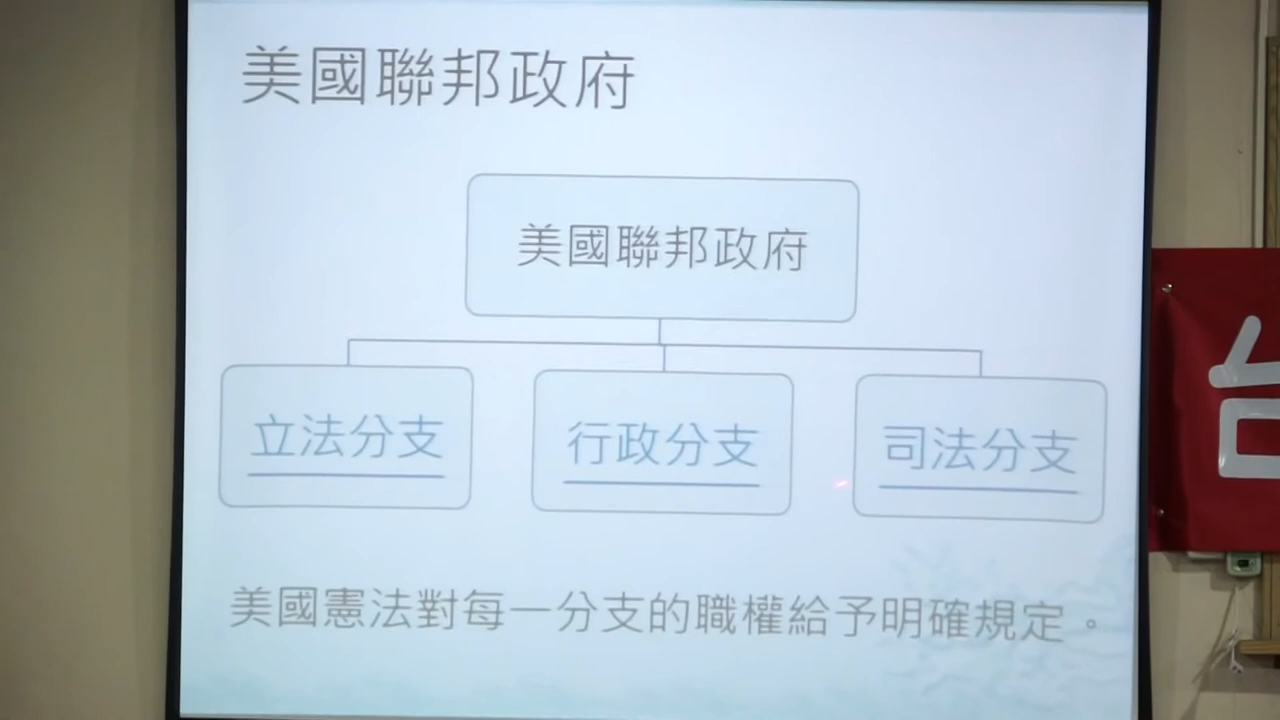 美國聯邦政府
美國聯邦政府
立法分支
行政分支
司法分支
美國憲法對每一分支的職權給予明確規定。
台